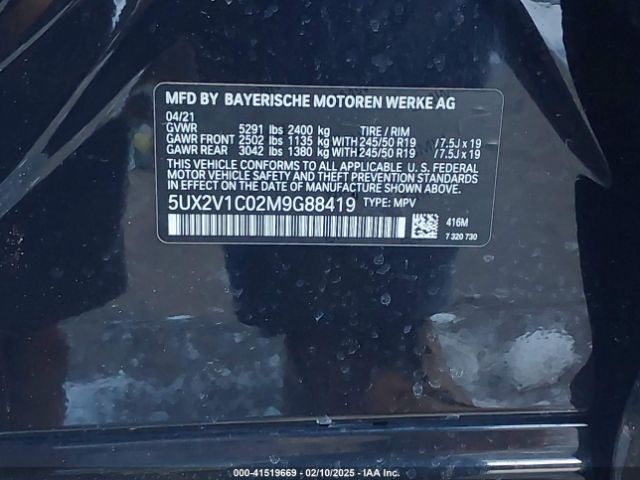 MFD BY BAYERISCHE MOTOREN WERKE AG
04/21
GVWR 5291 lbs 2400 kg TIRE / RIM
GAWR FRONT 2502 lbs 1135 kg WITH 245/50 R19 / 7.5J x 19
GAWR REAR 3042 lbs 1380 kg WITH 245/50 R19 / 7.5J x 19
THIS VEHICLE CONFORMS TO ALL APPLICABLE U. S. FEDERAL
MOTOR VEHICLE SAFETY AND THEFT PREVENTION STANDARDS
IN EFFECT ON THE DATE OF MANUFACTURE SHOWN ABOVE.
5UX2V1C02M9G88419 TYPE: MPV
416M
7 320 730
000-41519669 - 02/10/2025 - IAA Inc.